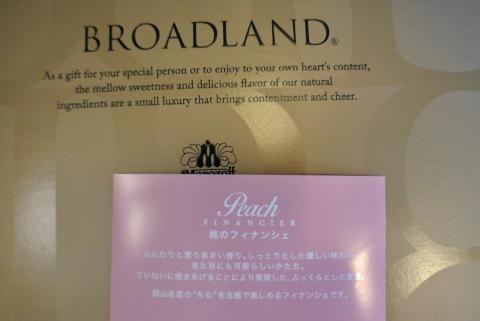 BROADLAND®
As a gift for your special person or to enjoy to your own heart's content,
the mellow sweetness and delicious flavor of our natural
ingredients are a small luxury that brings contentment and cheer.
Morozoff
Peach
FINANCIER
桃のフィナンシェ
ふんわりと漂うあまい香り、しっとりとした優しい味わい、
見た目にも可愛らしいかたち。
ていねいに焼きあげることにより実現した、ふっくらとした食感。
岡山名産の“もも”を五感で楽しめるフィナンシェです。